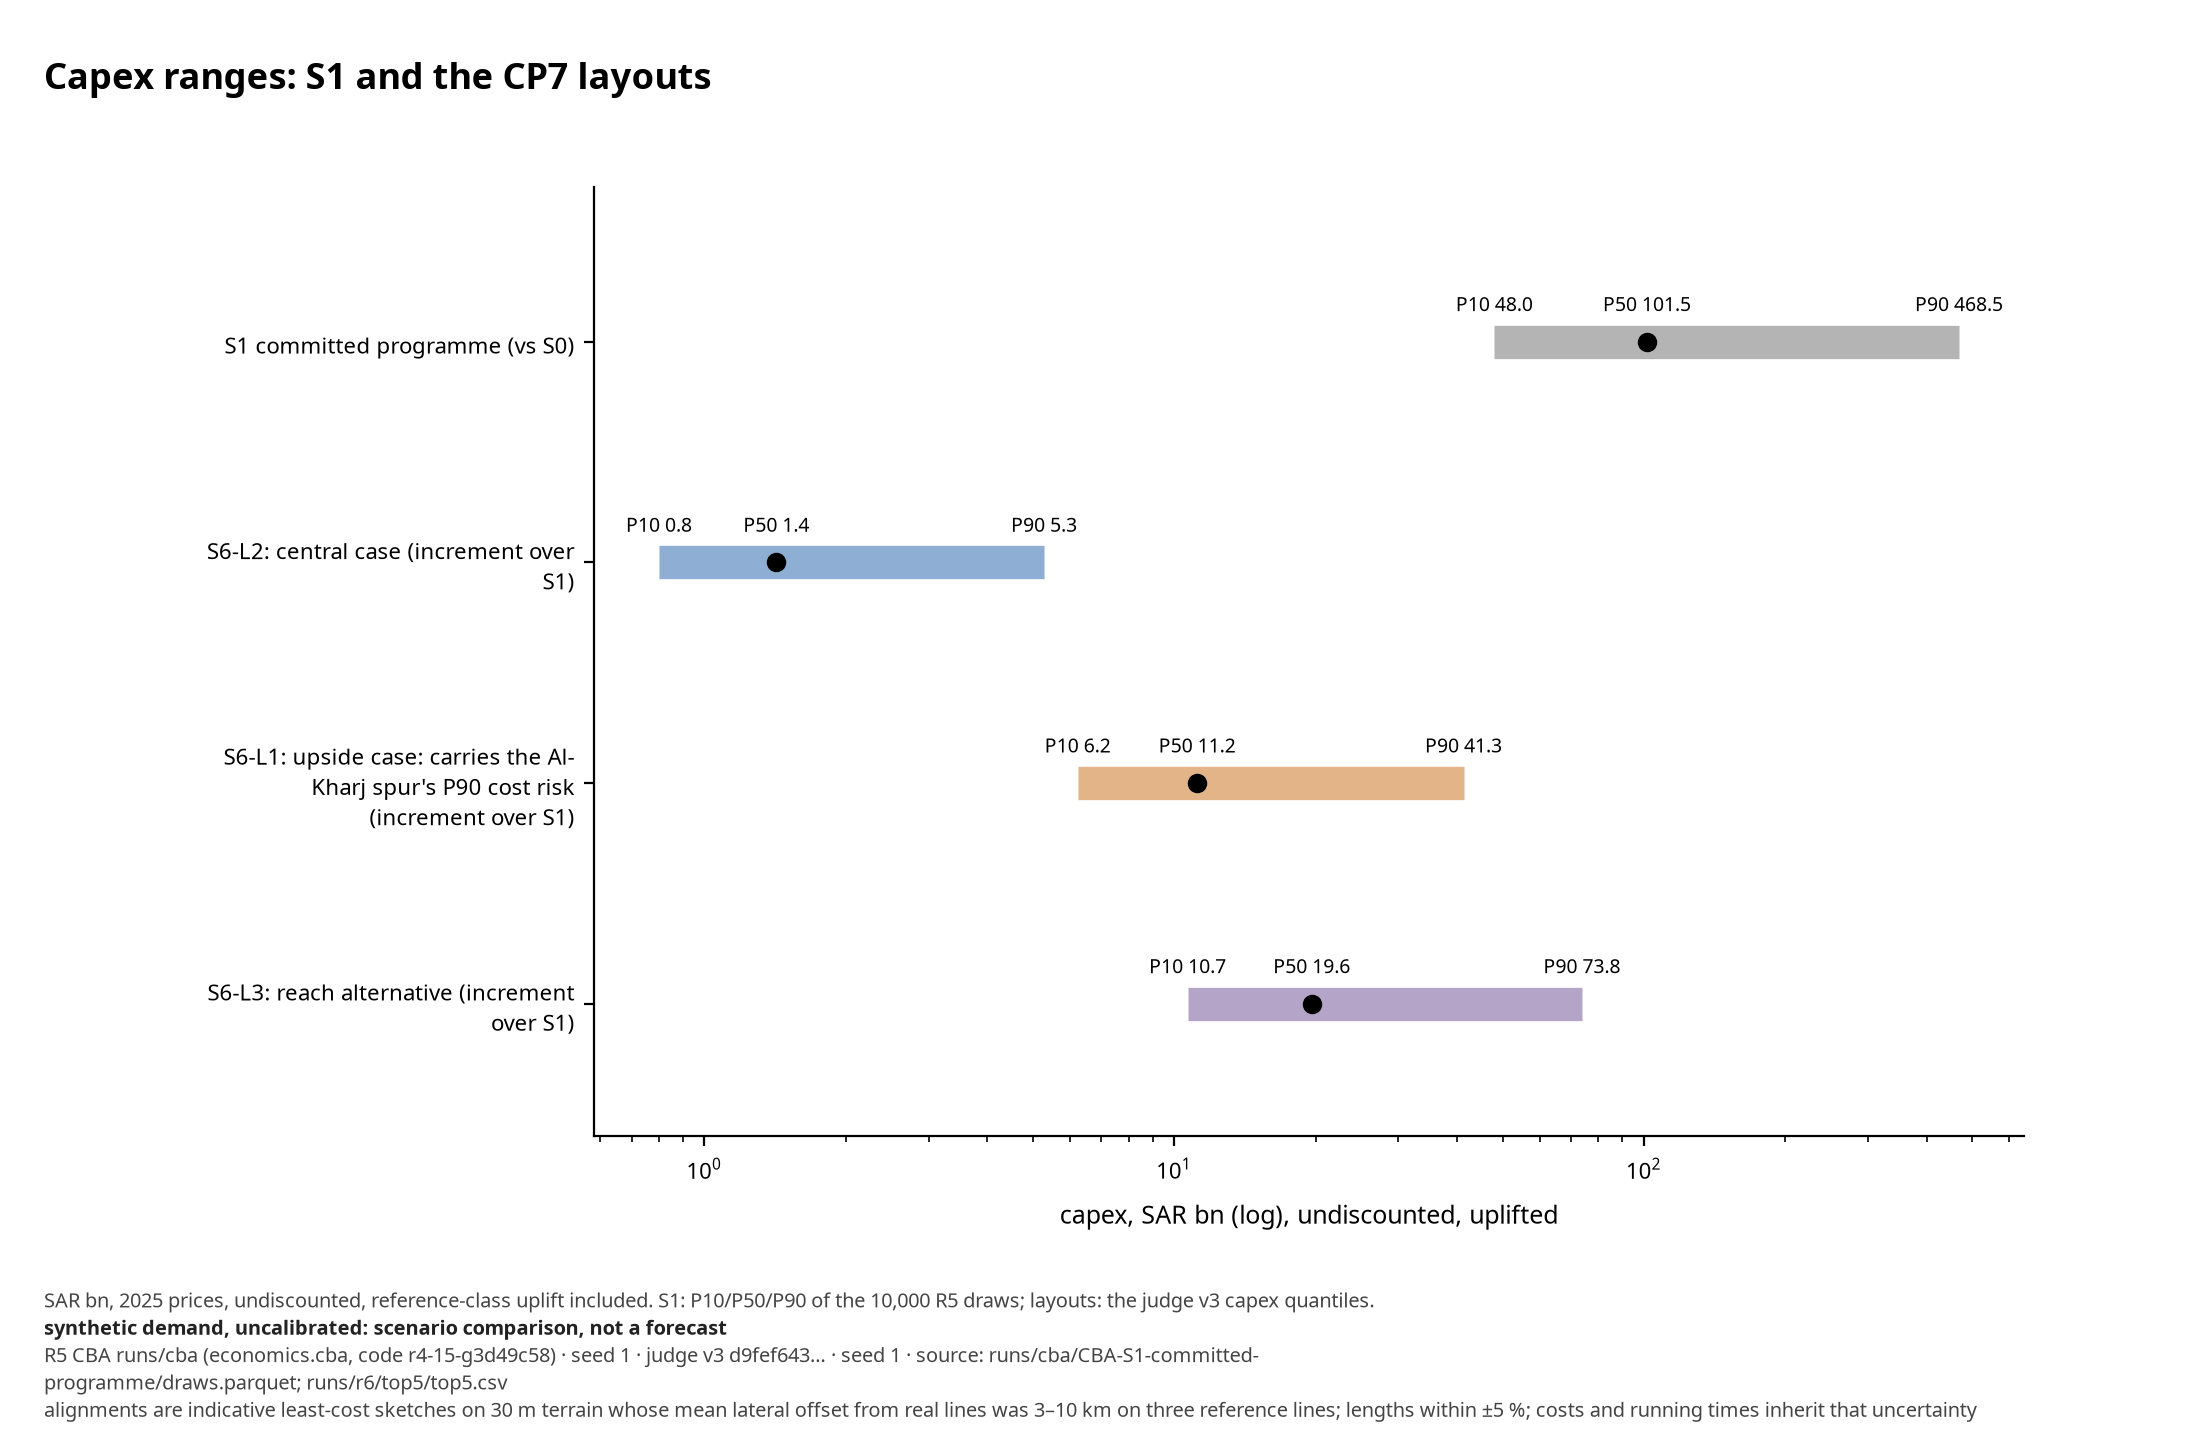 Capex ranges: S1 and the CP7 layouts
S1 committed programme (vs S0)
P10 48.0
P50 101.5
P90 468.5
S6-L2: central case (increment over
S1)
P10 0.8
P50 1.4
P90 5.3
S6-L1: upside case: carries the Al-
Kharj spur's P90 cost risk
(increment over S1)
P10 6.2
P50 11.2
P90 41.3
S6-L3: reach alternative (increment
over S1)
P10 10.7
P50 19.6
P90 73.8
10⁰
10¹
10²
capex, SAR bn (log), undiscounted, uplifted
SAR bn, 2025 prices, undiscounted, reference-class uplift included. S1: P10/P50/P90 of the 10,000 R5 draws; layouts: the judge v3 capex quantiles.
synthetic demand, uncalibrated: scenario comparison, not a forecast
R5 CBA runs/cba (economics.cba, code r4-15-g3d49c58) · seed 1 · judge v3 d9fef643... · seed 1 · source: runs/cba/CBA-S1-committed-
programme/draws.parquet; runs/r6/top5/top5.csv
alignments are indicative least-cost sketches on 30 m terrain whose mean lateral offset from real lines was 3–10 km on three reference lines; lengths within ±5 %; costs and running times inherit that uncertainty